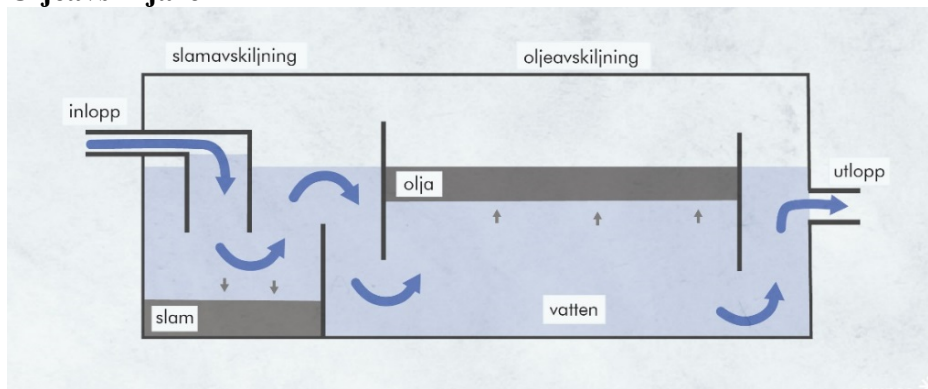 slamavskiljning
oljeavskiljning
inlopp
olja
utlopp
slam
vatten